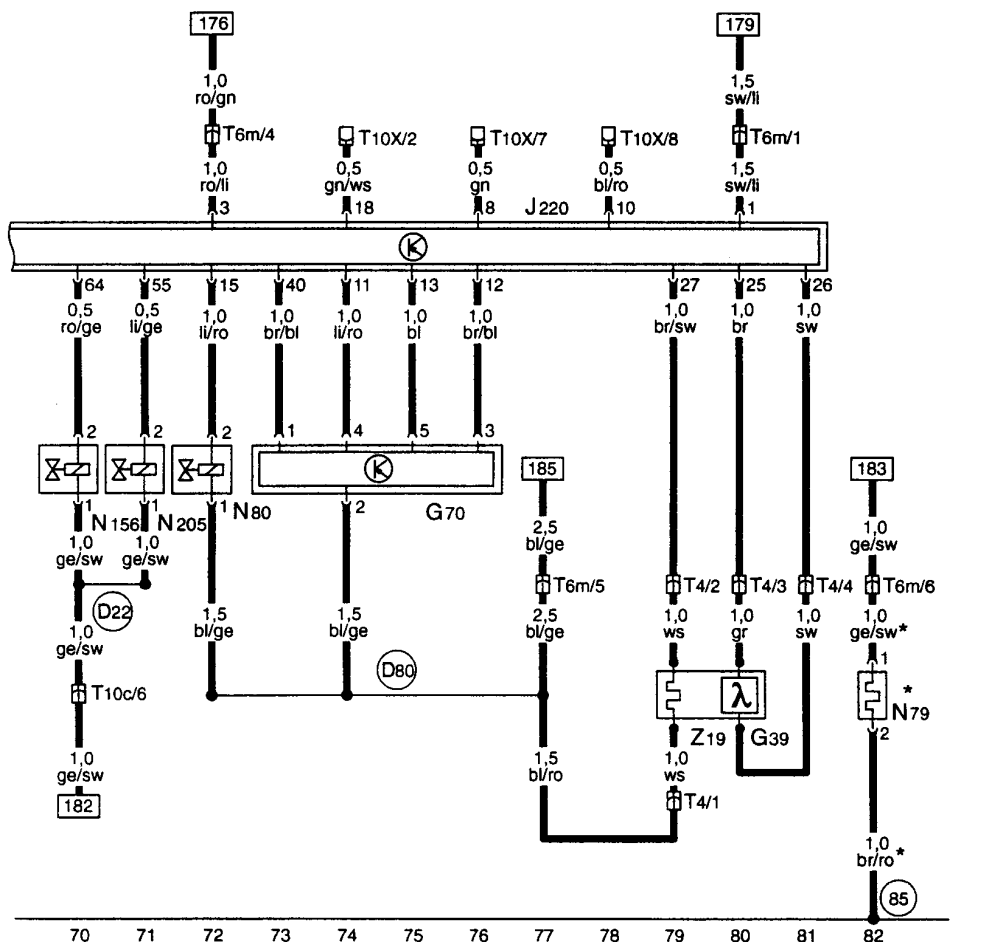 176 179
1,0 1,5
ro/gn sw/li
T6m/4 T10X/2 T10X/7 T10X/8 T6m/1
1,0 0,5 0,5 0,5 1,5
ro/li gn/ws gn bl/ro sw/li
3 18 8 J220 10 1
64 55 15 40 11 13 12 27 25 26
0,5 0,5 1,0 1,0 1,0 1,0 1,0 1,0 1,0 1,0
ro/ge li/ge li/ro br/bl li/ro bl br/bl br/sw br sw
2 2 2 1 4 5 3
185 183
1 1 1 2
N156 N205 N80 G70
2,5 1,0
bl/ge ge/sw
1,0 1,0
ge/sw ge/sw
T6m/5 T4/2 T4/3 T4/4 T6m/6
D22
1,5 1,5 2,5 1,0 1,0 1,0 1,0
bl/ge bl/ge bl/ge ws gr sw ge/sw*
1,0
ge/sw
1
D80
T10c/6
λ
*
N79
2
Z19 G39
1,0 1,5 1,0
ge/sw bl/ro ws
182
T4/1
1,0
br/ro*
85
70 71 72 73 74 75 76 77 78 79 80 81 82